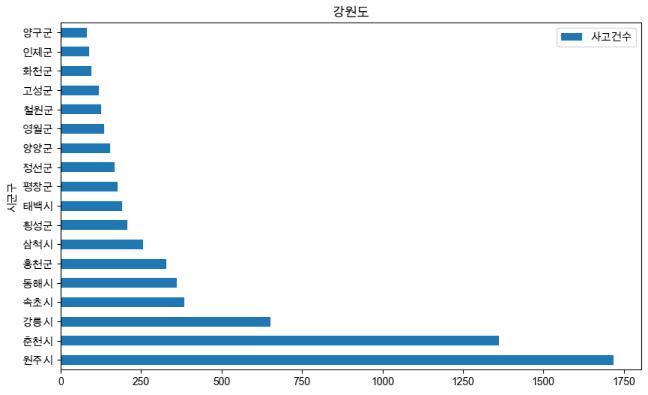 강원도
사고건수
시군구
양구군
인제군
화천군
고성군
철원군
영월군
양양군
정선군
평창군
태백시
횡성군
삼척시
홍천군
동해시
속초시
강릉시
춘천시
원주시
0 250 500 750 1000 1250 1500 1750